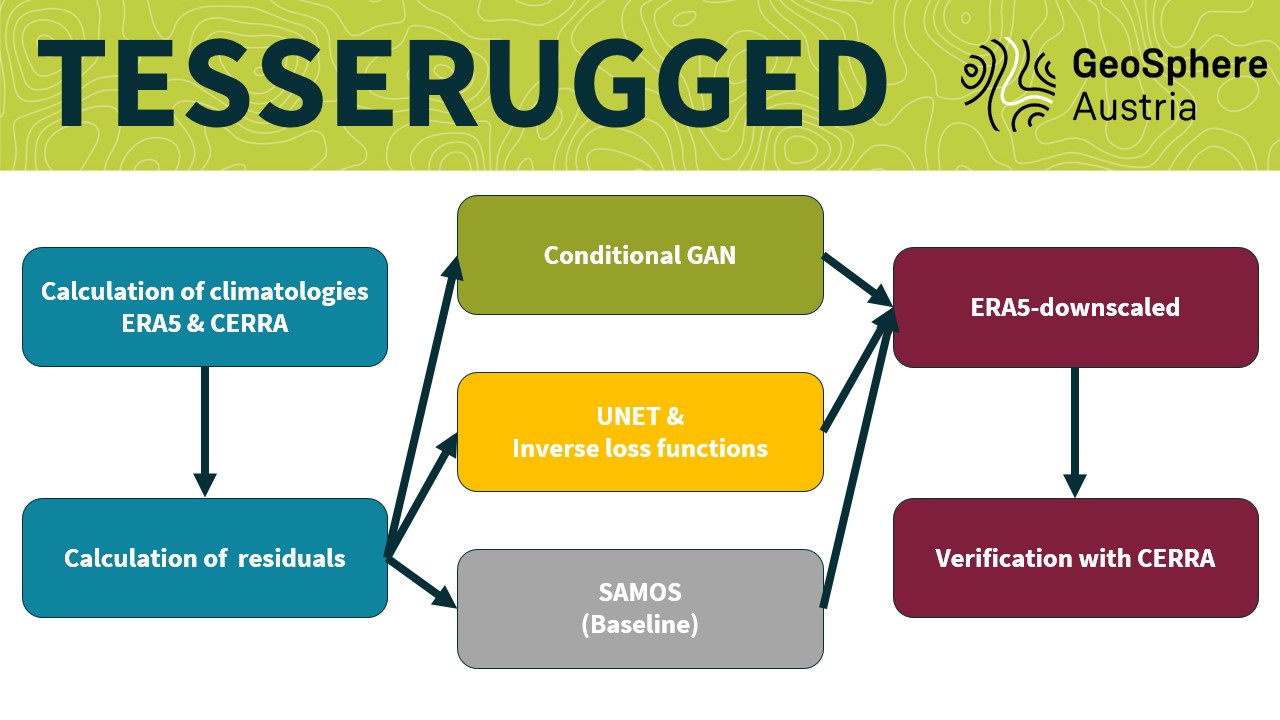 TESSERUGGED
GeoSphere
Austria
Calculation of climatologies
ERA5 & CERRA
Calculation of  residuals
Conditional GAN
UNET &
Inverse loss functions
SAMOS
(Baseline)
ERA5-downscaled
Verification with CERRA